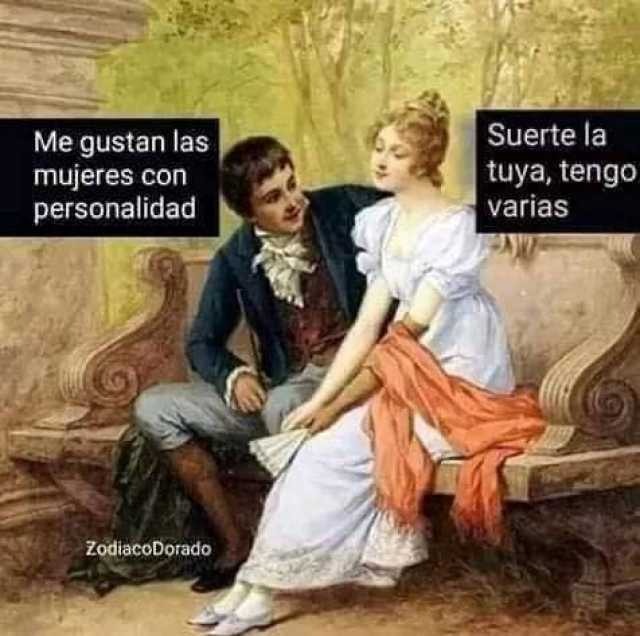 Me gustan las
mujeres con
personalidad
Suerte la
tuya, tengo
varias
ZodiacoDorado